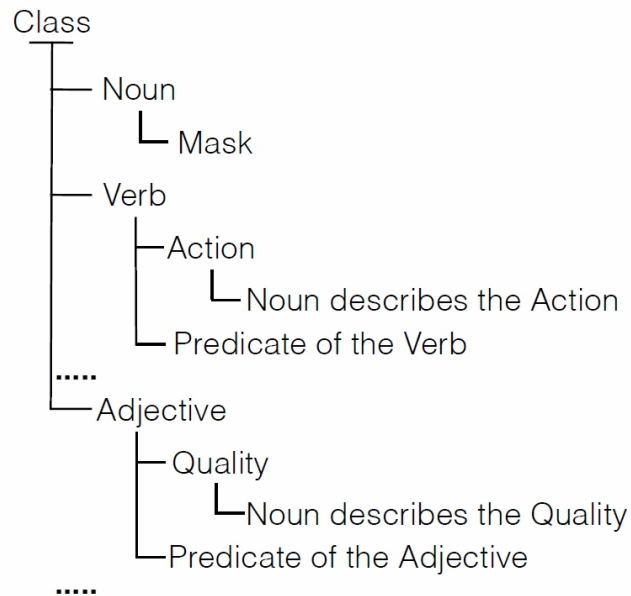 Class
Noun
Mask
Verb
Action
Noun describes the Action
Predicate of the Verb
.....
Adjective
Quality
Noun describes the Quality
Predicate of the Adjective
.....